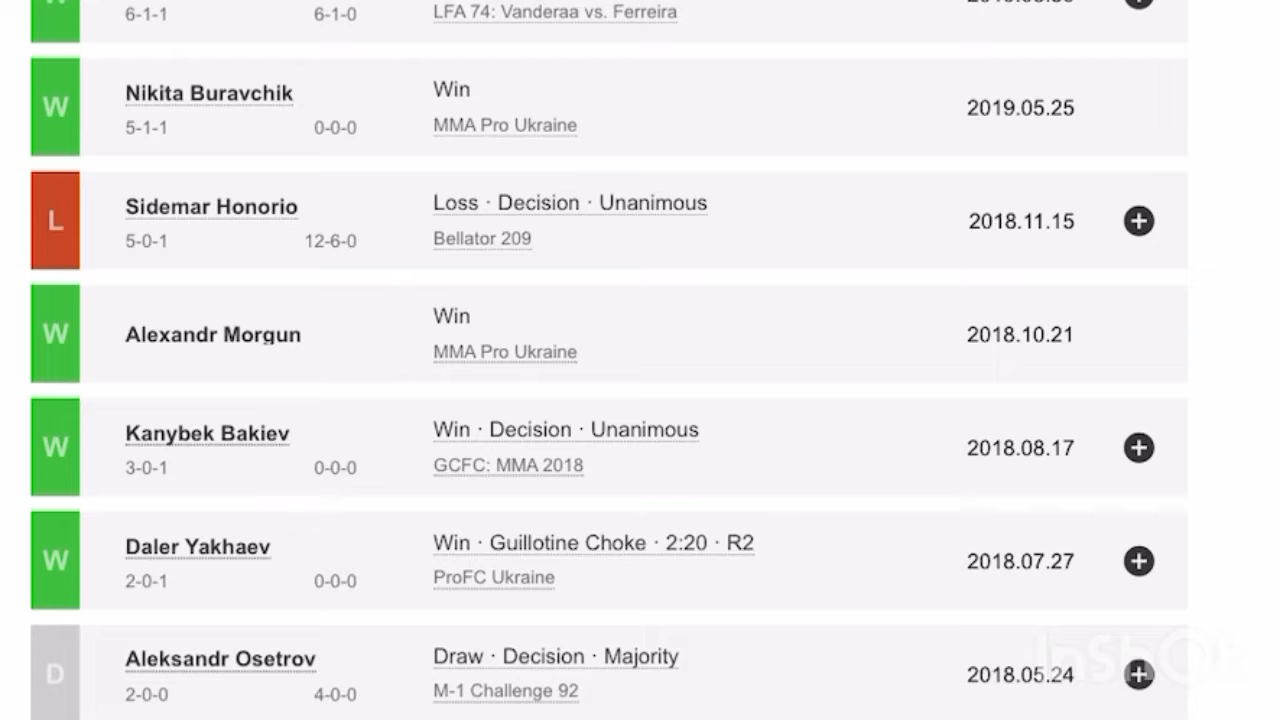 W
6-1-1 6-1-0 LFA 74: Vanderaa vs. Ferreira
Nikita Buravchik Win
W 2019.05.25
5-1-1 0-0-0 MMA Pro Ukraine
Sidemar Honorio Loss · Decision · Unanimous
L 2018.11.15
5-0-1 12-6-0 Bellator 209
Win
W Alexandr Morgun 2018.10.21
MMA Pro Ukraine
Kanybek Bakiev Win · Decision · Unanimous
W 2018.08.17
3-0-1 0-0-0 GCFC: MMA 2018
Daler Yakhaev Win · Guillotine Choke · 2:20 · R2
W 2018.07.27
2-0-1 0-0-0 ProFC Ukraine
Aleksandr Osetrov Draw · Decision · Majority
D 2018.05.24 InShOt
2-0-0 4-0-0 M-1 Challenge 92